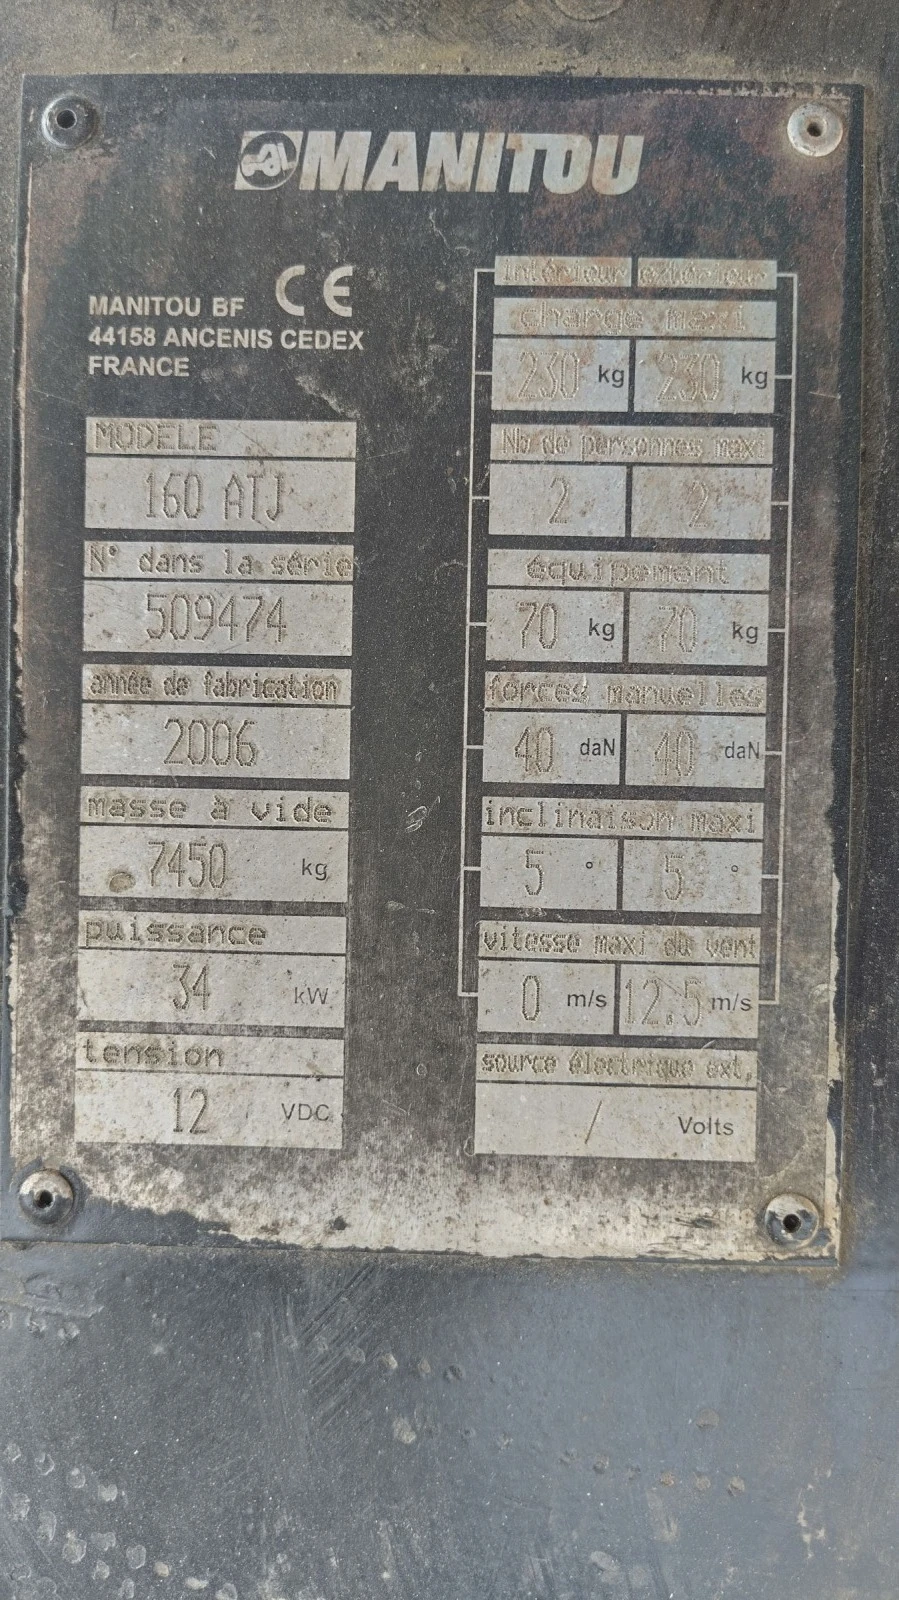 MANITOU
CE
MANITOU BF
44158 ANCENIS CEDEX
FRANCE
MODELE
160 ATJ
N° dans la série
509474
année de fabrication
2006
masse à vide
7450 kg
puissance
34 kW
tension
12 VDC
intérieur extérieur
charge maxi
230 kg 230 kg
Nb de personnes maxi
2 2
équipement
70 kg 70 kg
forces manuelles
40 daN 40 daN
inclinaison maxi
5 ° 5 °
vitesse maxi du vent
0 m/s 12.5 m/s
source électrique ext.
/ Volts